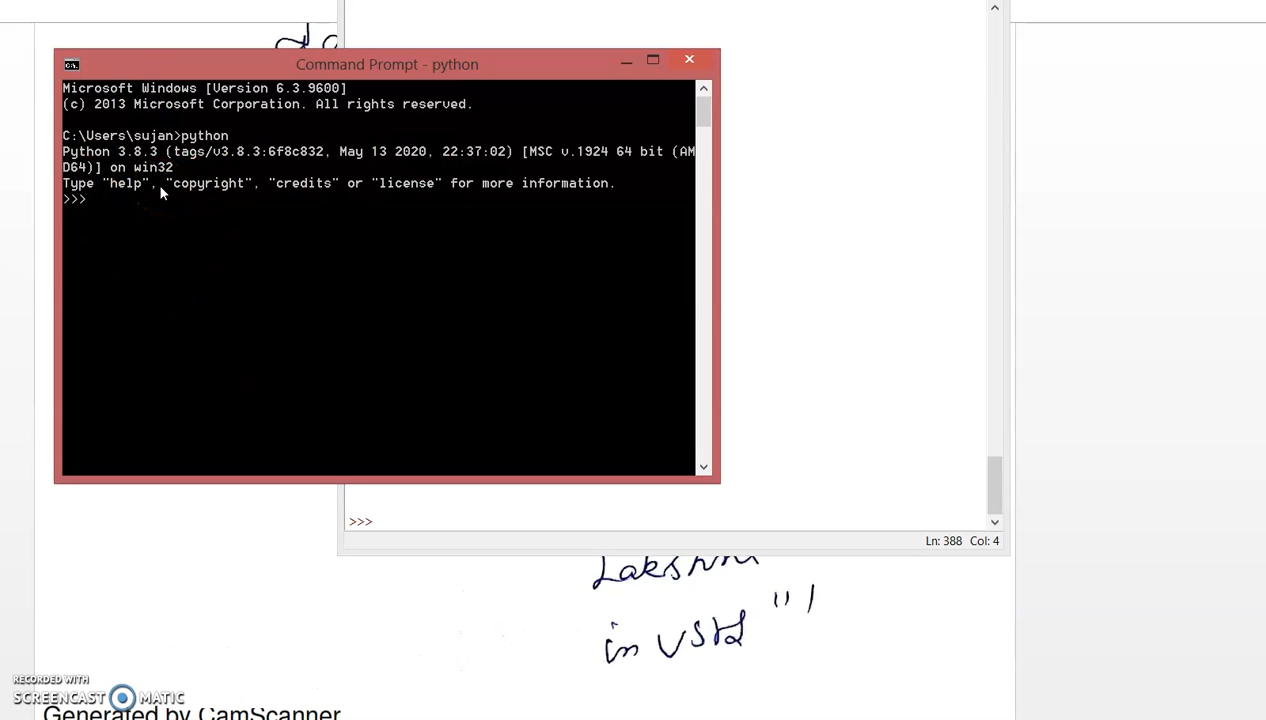 Command Prompt - python
Microsoft Windows [Version 6.3.9600]
(c) 2013 Microsoft Corporation. All rights reserved.
C:\Users\sujan>python
Python 3.8.3 (tags/v3.8.3:6f8c832, May 13 2020, 22:37:02) [MSC v.1924 64 bit (AM
D64)] on win32
Type "help", "copyright", "credits" or "license" for more information.
>>>
>>>
Ln: 388 Col: 4
in V Std "/
RECORDED WITH
SCREENCAST MATIC
Generated by CamScanner